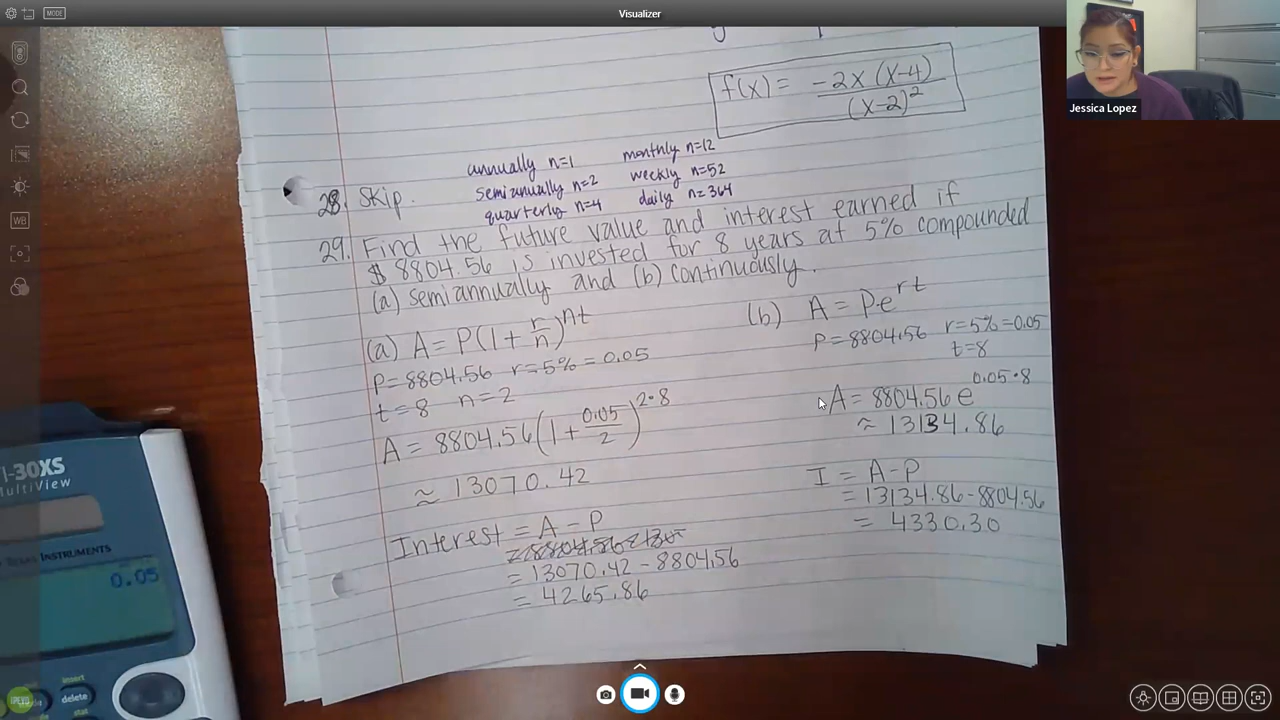 MODE
Visualizer
Jessica Lopez
f(x) = -2x(x-4)
(x-2)²
annually n=1 monthly n=12
semiannually n=2 weekly n=52
quarterly n=4 daily n=364
28. Skip.
29. Find the future value and interest earned if
$ 8804.56 is invested for 8 years at 5% compounded
(a) semiannually and (b) continuously.
(a) A = P(1 + r/n)^nt
P = 8804.56 r = 5% = 0.05
t = 8 n = 2
A = 8804.56(1 + 0.05/2)^2·8
≈ 13070.42
Interest = A - P
= 13070.42 - 8804.56
= 4265.86
(b) A = Pe^rt
P = 8804.56 r = 5% = 0.05
t = 8
A = 8804.56 e^0.05·8
≈ 13134.86
I = A - P
= 13134.86 - 8804.56
= 4330.30
TI-30XS
MultiView
TEXAS INSTRUMENTS
0.05
insert
delete
WB